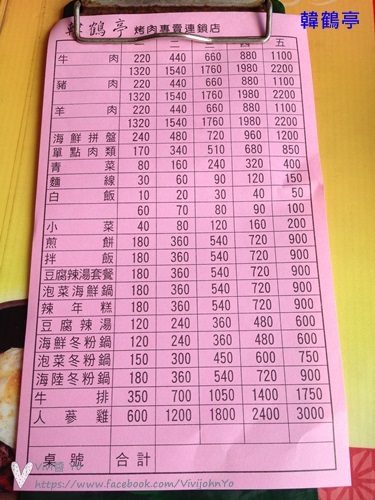 韓鶴亭
韓鶴亭 烤肉專賣連鎖店
一 二 三 四 五
牛肉 220 440 660 880 1100
1320 1540 1760 1980 2200
豬肉 220 440 660 880 1100
1320 1540 1760 1980 2200
羊肉 220 440 660 880 1100
1320 1540 1760 1980 2200
海鮮拼盤 240 480 720 960 1200
單點肉類 170 340 510 680 850
青菜 80 160 240 320 400
麵線 30 60 90 120 150
白飯 10 20 30 40 50
60 70 80 90 100
小菜 40 80 120 160 200
煎餅 180 360 540 720 900
拌飯 180 360 540 720 900
豆腐辣湯套餐 180 360 540 720 900
泡菜海鮮鍋 180 360 540 720 900
辣年糕 180 360 540 720 900
豆腐辣湯 120 240 360 480 600
海鮮冬粉鍋 120 240 360 480 600
泡菜冬粉鍋 150 300 450 600 750
海陸冬粉鍋 180 360 540 720 900
牛排 350 700 1050 1400 1750
人蔘雞 600 1200 1800 2400 3000
桌號 合計
https://www.facebook.com/VivijohnYo